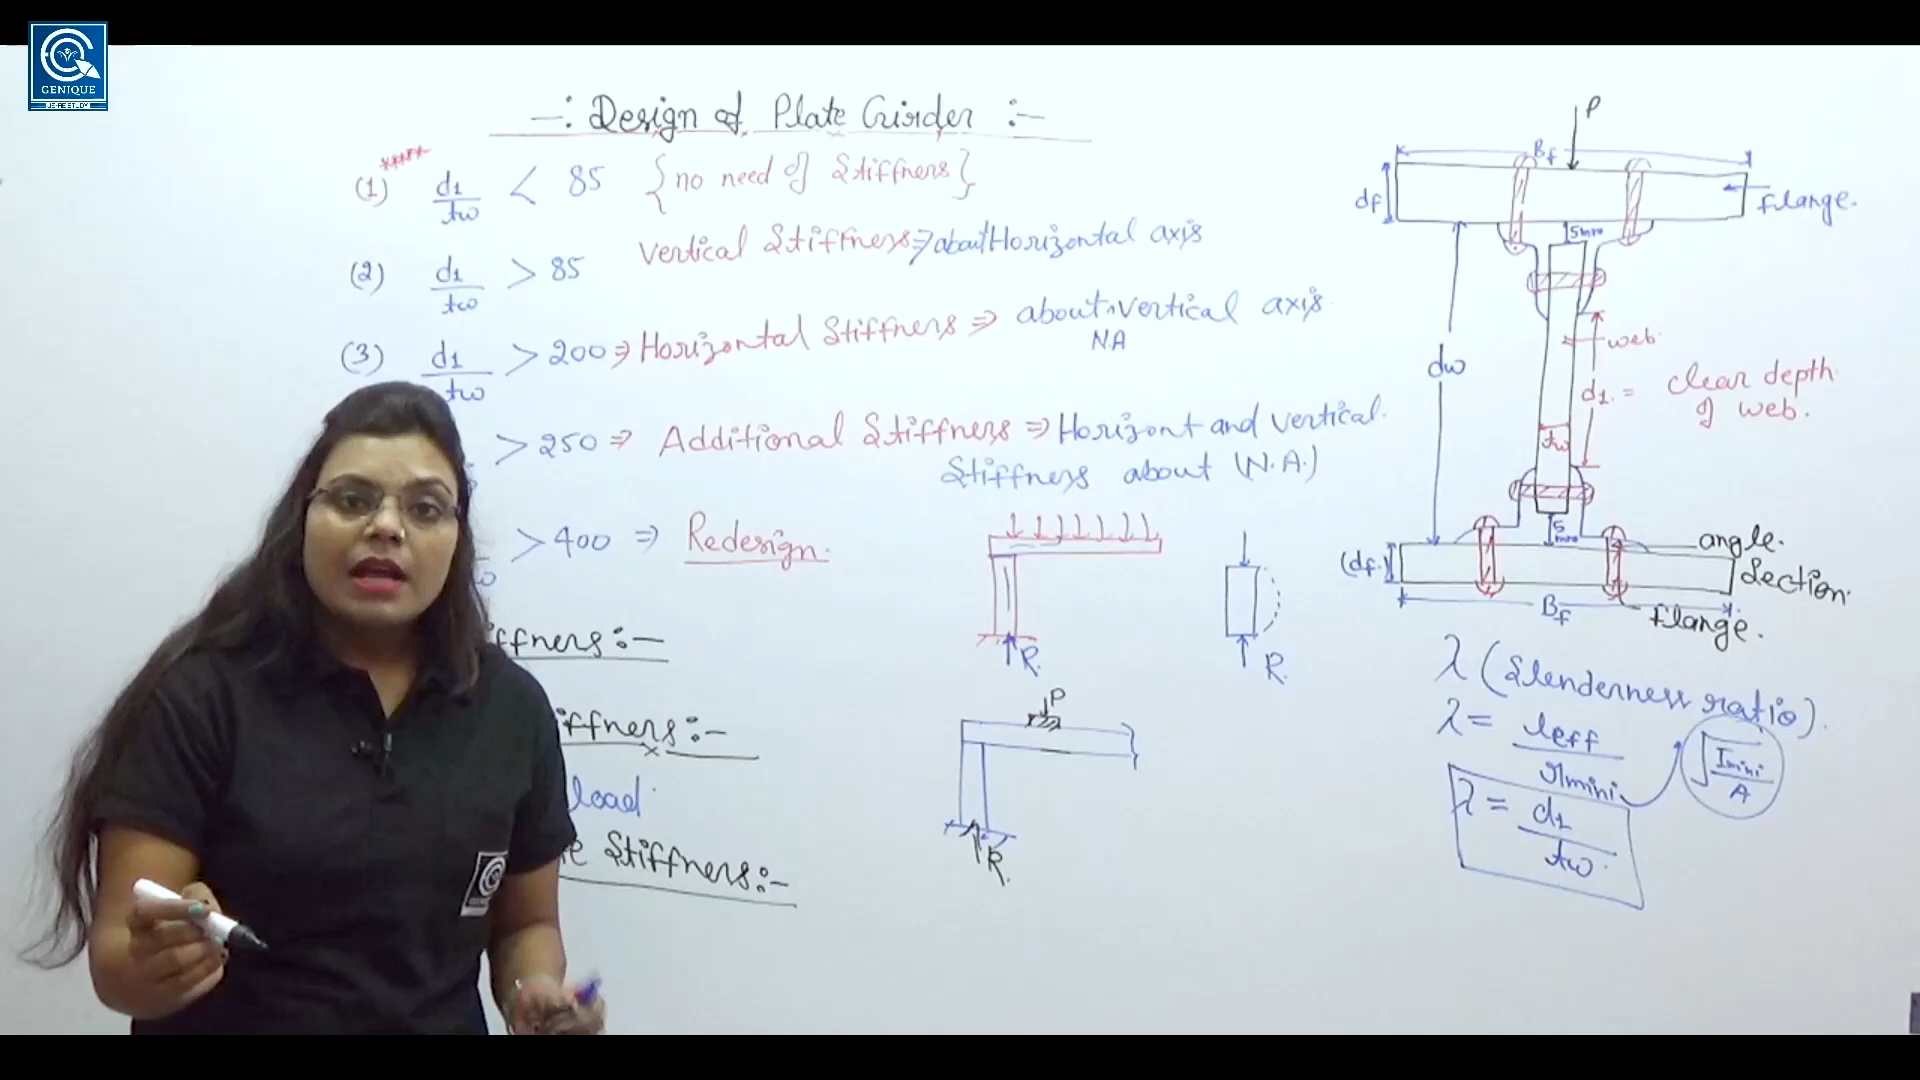 GENIQUE
-: Design of Plate Girder :-
(1) d1/tw < 85 {no need of Stiffners}
Vertical Stiffners => about Horizontal axis
(2) d1/tw > 85
(3) d1/tw > 200 => Horizontal Stiffners => about vertical axis
NA
> 250 => Additional Stiffners => Horizont and vertical.
Stiffners about (N.A.)
> 400 => Redesign.
ffners :-
iffners :-
load
e Stiffners :-
R.
R.
P
R.
P
Bf
df
flange.
5mm
web.
dw
d1. = clear depth of web.
tw
5 mm
angle.
Section.
(df.)
Bf
flange.
λ (Slenderness ratio).
λ = leff / rmini
√Imini/A
λ = d1/tw.